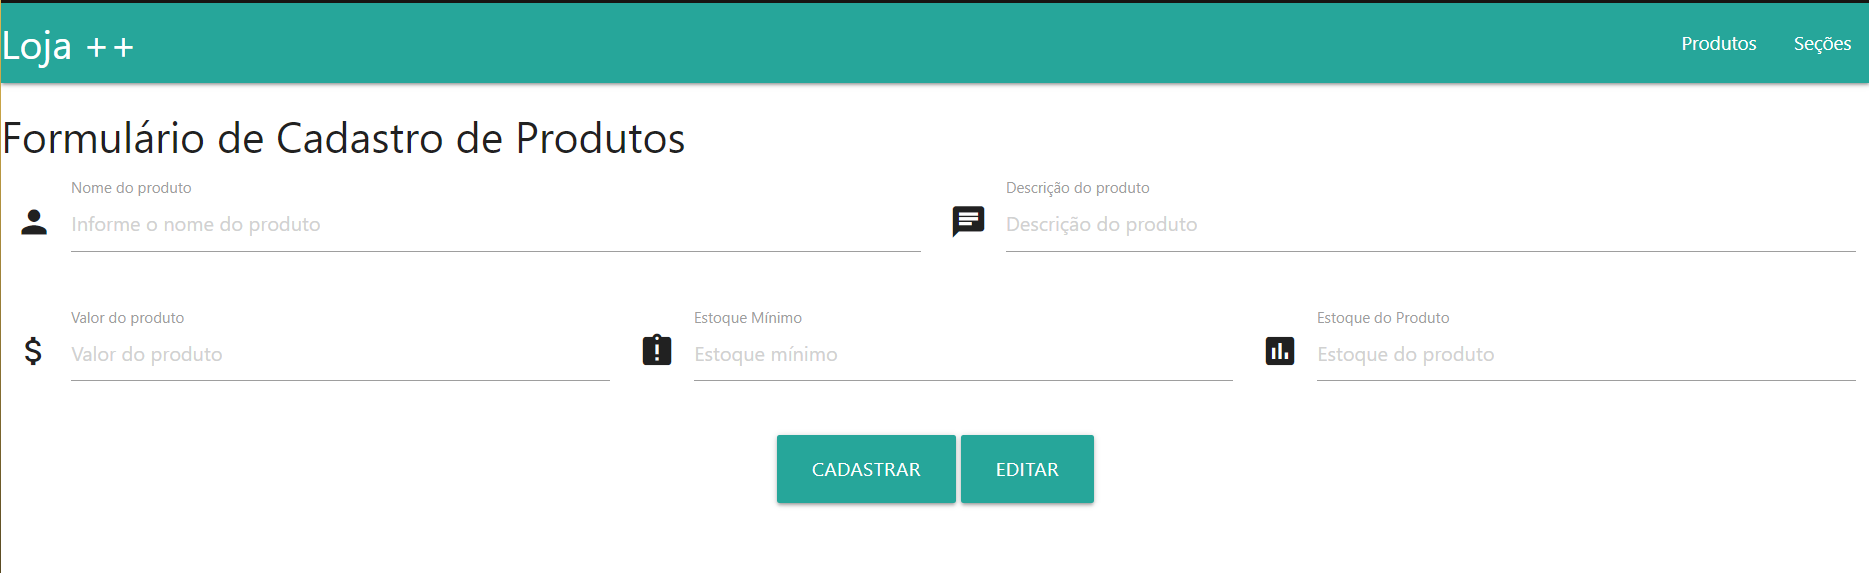 Loja ++
Produtos Seções
Formulário de Cadastro de Produtos
Nome do produto
Informe o nome do produto
Descrição do produto
Descrição do produto
Valor do produto
Valor do produto
Estoque Mínimo
Estoque mínimo
Estoque do Produto
Estoque do produto
CADASTRAR EDITAR